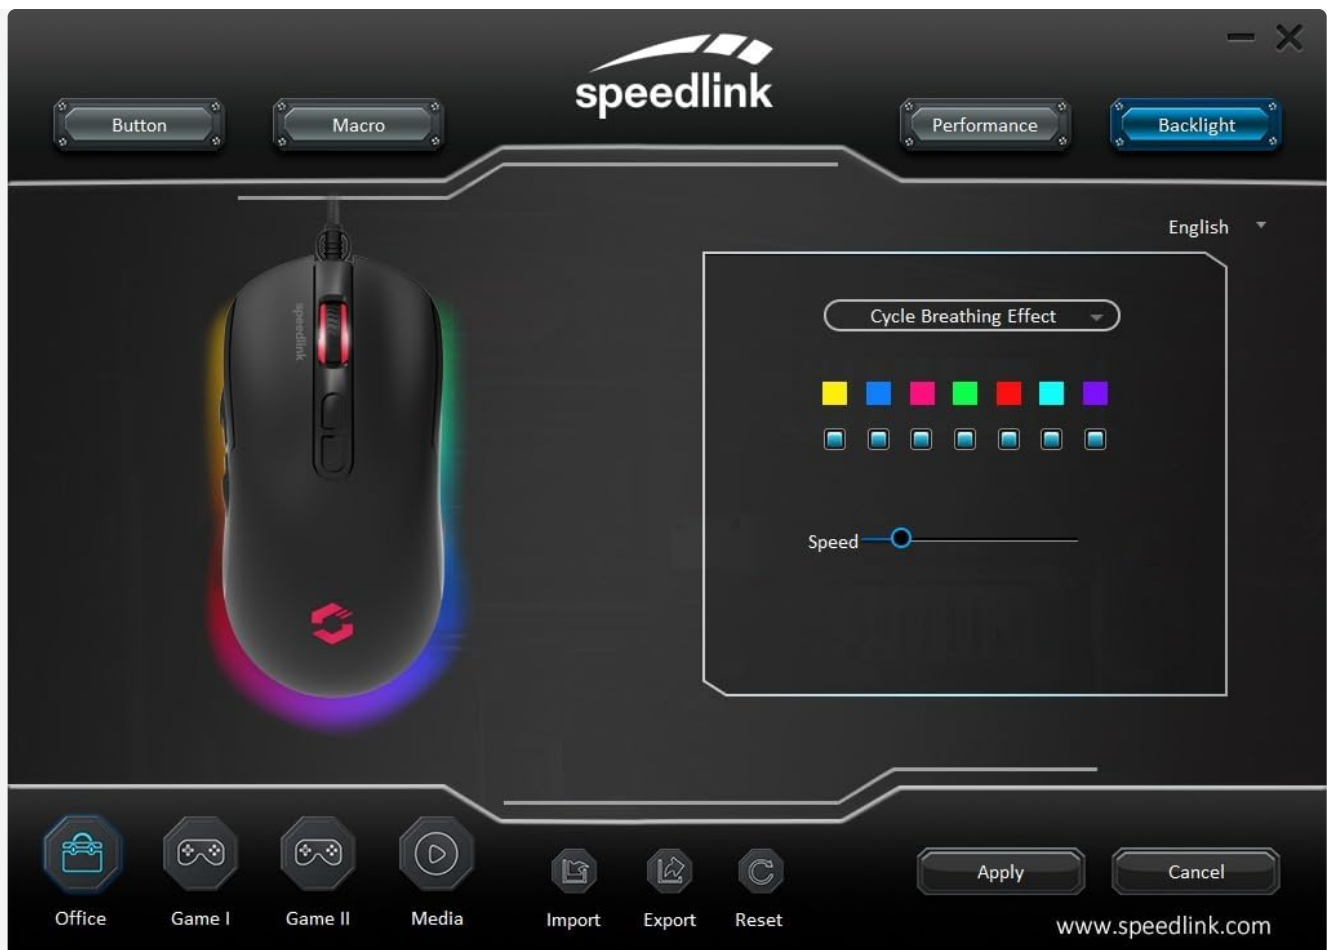 speedlink
Button
Macro
Performance
Backlight
English
speedlink
Cycle Breathing Effect
Speed
Office
Game I
Game II
Media
Import
Export
Reset
Apply
Cancel
www.speedlink.com